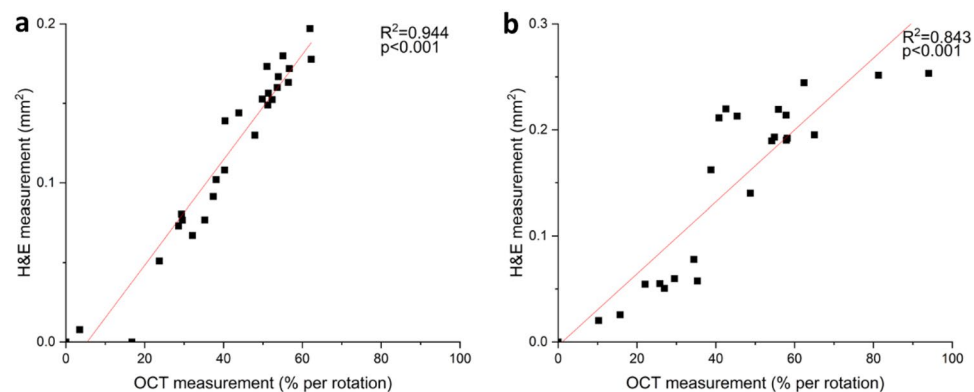 a
R²=0.944
p<0.001
0.2
0.1
0.0
H&E measurement (mm²)
0 20 40 60 80 100
OCT measurement (% per rotation)
b
R²=0.843
p<0.001
0.3
0.2
0.1
0.0
H&E measurement (mm²)
0 20 40 60 80 100
OCT measurement (% per rotation)